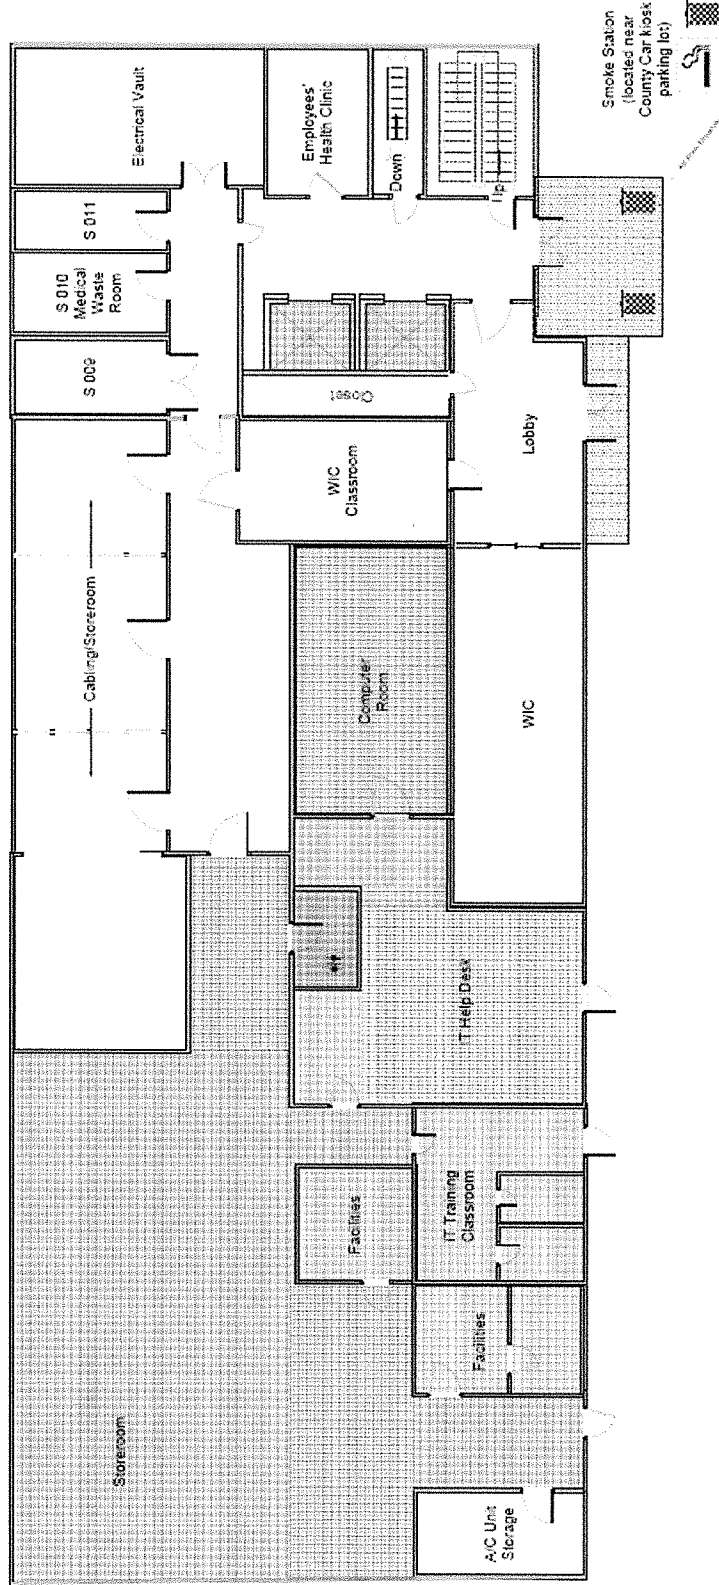 Smoke Station
(located near
County Car kiosk
parking lot)
Electrical Vault
Employees'
Health Clinic
Down
Up
S 011
S 010
Medical
Waste
Room
S 009
Closet
Lobby
WIC
Classroom
Cabling/Storeroom
Computer
Room
WIC
IT Help Desk
IT Training
Classroom
Facilities
Facilities
Storeroom
A/C Unit
Storage